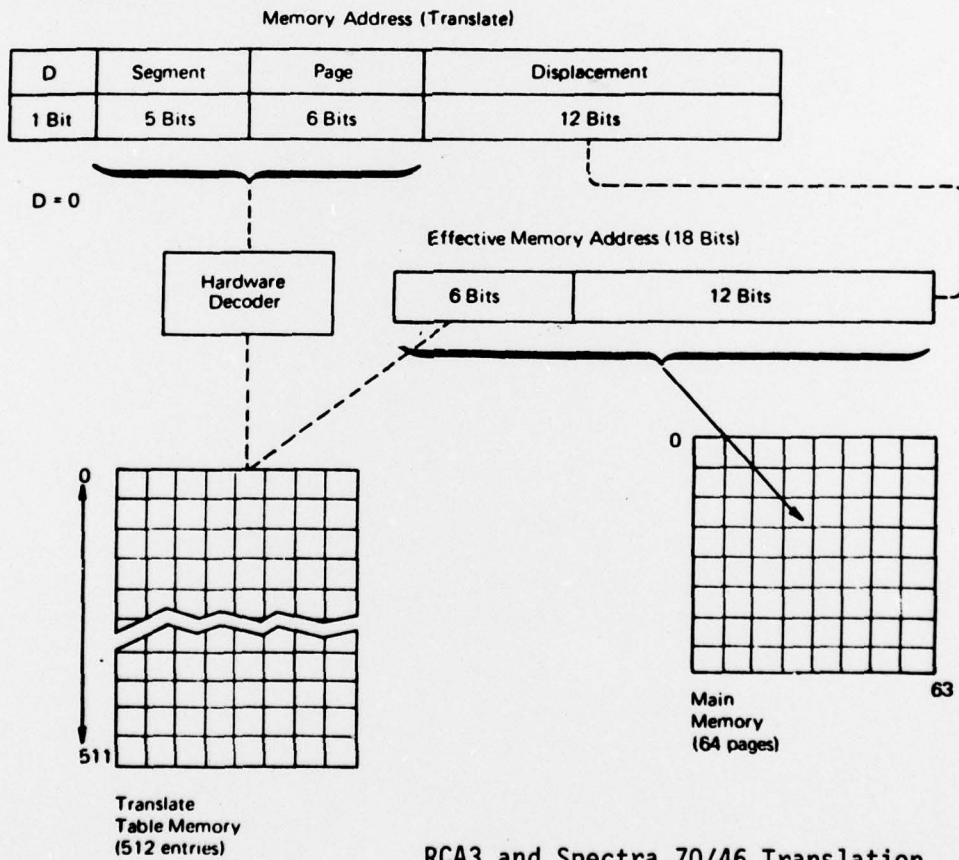 Memory Address (Translate)
D Segment Page Displacement
1 Bit 5 Bits 6 Bits 12 Bits
D = 0
Hardware
Decoder
Effective Memory Address (18 Bits)
6 Bits 12 Bits
0
511
Translate
Table Memory
(512 entries)
0
63
Main
Memory
(64 pages)
RCA3 and Spectra 70/46 Translation